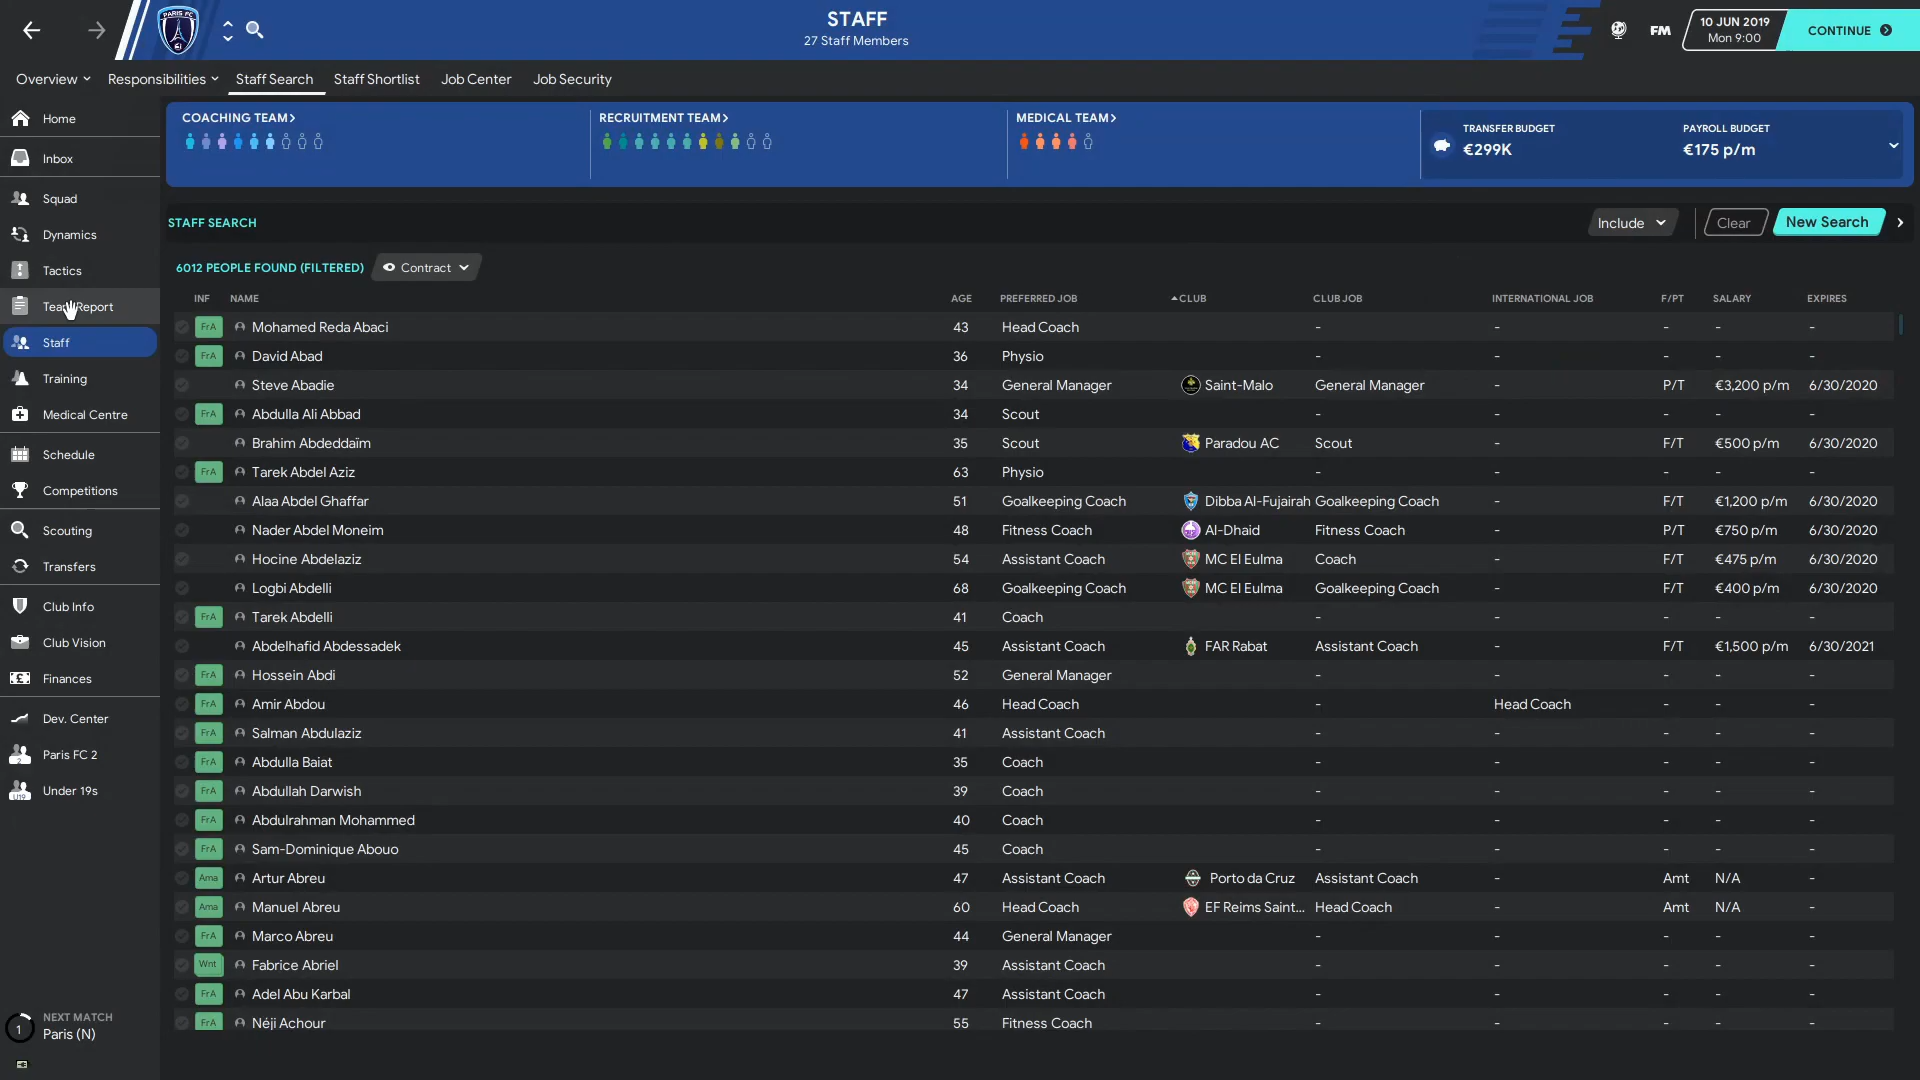 PARIS FC
STAFF
27 Staff Members
FM
10 JUN 2019
Mon 9:00
CONTINUE
Overview
Responsibilities
Staff Search
Staff Shortlist
Job Center
Job Security
Home
Inbox
Squad
Dynamics
Tactics
Team Report
Staff
Training
Medical Centre
Schedule
Competitions
Scouting
Transfers
Club Info
Club Vision
Finances
Dev. Center
2
Paris FC 2
U19
Under 19s
1
NEXT MATCH
Paris (N)
COACHING TEAM>
RECRUITMENT TEAM>
MEDICAL TEAM>
TRANSFER BUDGET
€299K
PAYROLL BUDGET
€175 p/m
STAFF SEARCH
Include
Clear
New Search
6012 PEOPLE FOUND (FILTERED)
Contract
INF NAME AGE PREFERRED JOB CLUB CLUB JOB INTERNATIONAL JOB F/PT SALARY EXPIRES
FrA Mohamed Reda Abaci 43 Head Coach - - - - -
FrA David Abad 36 Physio - - - - -
Steve Abadie 34 General Manager Saint-Malo General Manager - P/T €3,200 p/m 6/30/2020
FrA Abdulla Ali Abbad 34 Scout - - - - -
Brahim Abdeddaïm 35 Scout Paradou AC Scout - F/T €500 p/m 6/30/2020
FrA Tarek Abdel Aziz 63 Physio - - - - -
Alaa Abdel Ghaffar 51 Goalkeeping Coach Dibba Al-Fujairah Goalkeeping Coach - F/T €1,200 p/m 6/30/2020
Nader Abdel Moneim 48 Fitness Coach Al-Dhaid Fitness Coach - P/T €750 p/m 6/30/2020
Hocine Abdelaziz 54 Assistant Coach MC El Eulma Coach - F/T €475 p/m 6/30/2020
Logbi Abdelli 68 Goalkeeping Coach MC El Eulma Goalkeeping Coach - F/T €400 p/m 6/30/2020
FrA Tarek Abdelli 41 Coach - - - - -
Abdelhafid Abdessadek 45 Assistant Coach FAR Rabat Assistant Coach - F/T €1,500 p/m 6/30/2021
FrA Hossein Abdi 52 General Manager - - - - -
FrA Amir Abdou 46 Head Coach - Head Coach - - -
FrA Salman Abdulaziz 41 Assistant Coach - - - - -
FrA Abdulla Baiat 35 Coach - - - - -
FrA Abdullah Darwish 39 Coach - - - - -
FrA Abdulrahman Mohammed 40 Coach - - - - -
FrA Sam-Dominique Abouo 45 Coach - - - - -
Ama Artur Abreu 47 Assistant Coach Porto da Cruz Assistant Coach - Amt N/A -
Ama Manuel Abreu 60 Head Coach EF Reims Saint... Head Coach - Amt N/A -
FrA Marco Abreu 44 General Manager - - - - -
Wnt Fabrice Abriel 39 Assistant Coach - - - - -
FrA Adel Abu Karbal 47 Assistant Coach - - - - -
FrA Néji Achour 55 Fitness Coach - - - - -